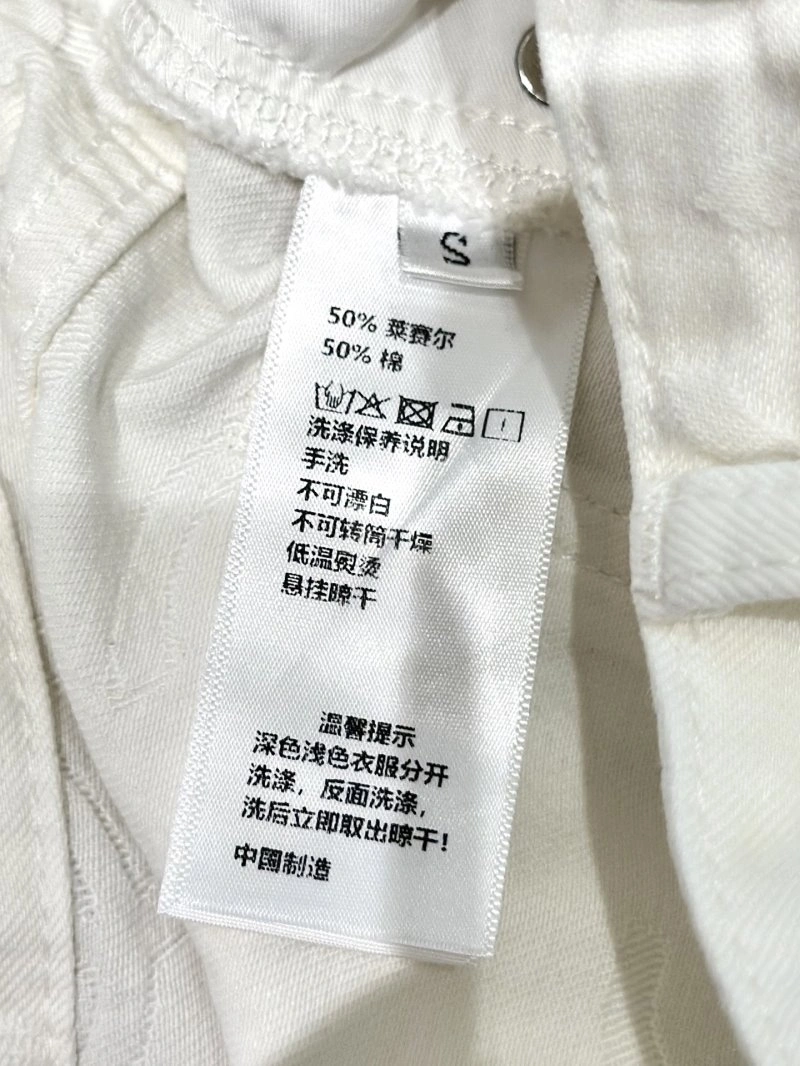 S
50% 莱赛尔
50% 棉
洗涤保养说明
手洗
不可漂白
不可转筒干燥
低温熨烫
悬挂晾干
温馨提示
深色浅色衣服分开
洗涤，反面洗涤，
洗后立即取出晾干！
中国制造